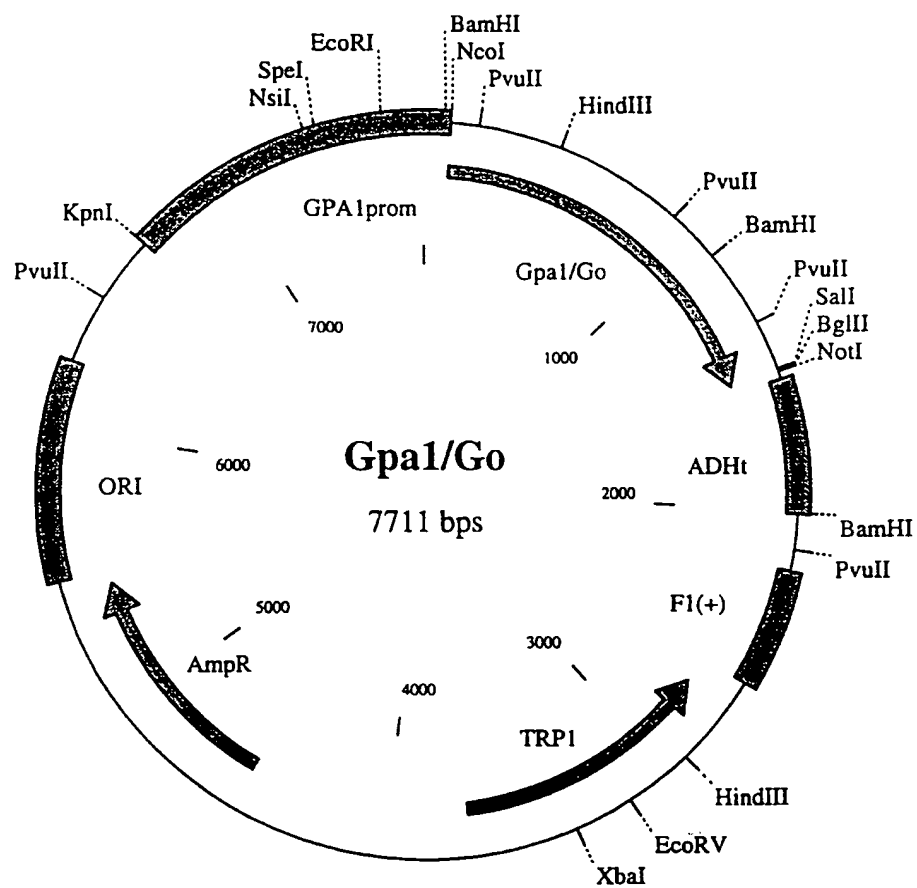 BamHI
EcoRI
NcoI
SpeI
PvuII
NsiI
HindIII
PvuII
KpnI
GPA1prom
BamHI
PvuII
Gpa1/Go
PvuII
SalI
BglII
7000
1000
NotI
Gpa1/Go
6000
ADHt
ORI
2000
7711 bps
BamHI
PvuII
5000
F1(+)
3000
AmpR
4000
TRP1
HindIII
EcoRV
XbaI